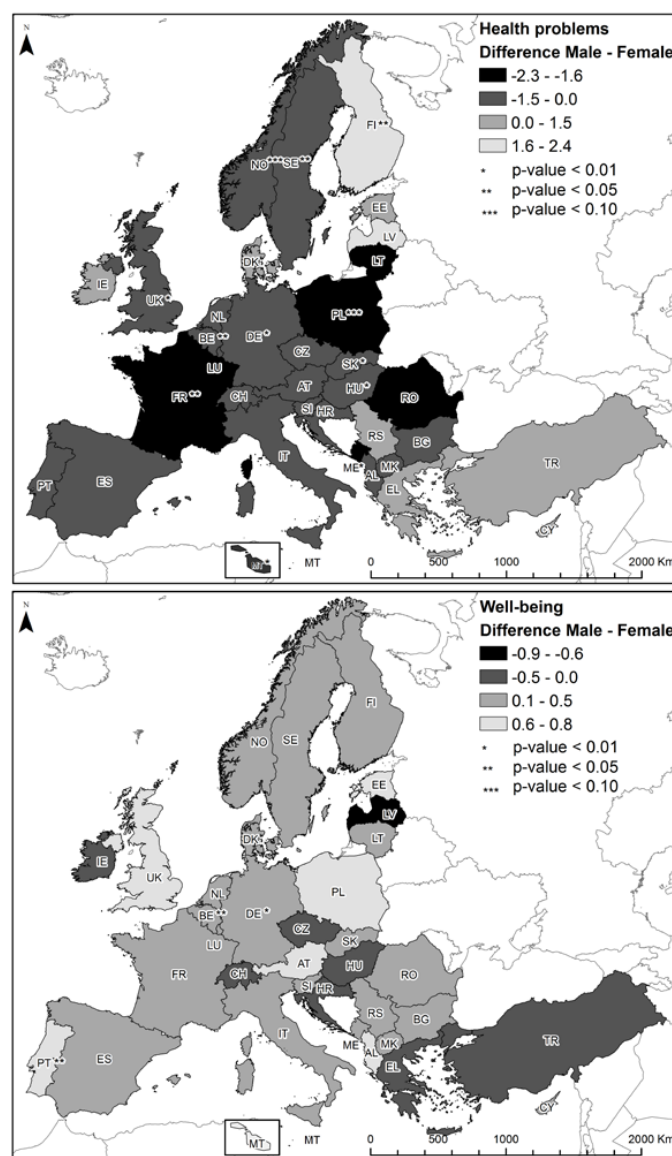 N
Health problems
Difference Male - Female
-2.3 - -1.6
-1.5 - 0.0
0.0 - 1.5
1.6 - 2.4
* p-value < 0.01
** p-value < 0.05
*** p-value < 0.10
FI **
NO *** SE **
EE
LV
LT
DK *
IE
UK *
NL
PL ***
BE **
DE *
LU
CZ
SK *
FR **
CH
AT
HU *
RO
SI HR
RS
BG
PT
ES
IT
ME *
AL
MK
EL
TR
CY
MT
MT
0 500 1000 2000 Km
N
Well-being
Difference Male - Female
-0.9 - -0.6
-0.5 - 0.0
0.1 - 0.5
0.6 - 0.8
* p-value < 0.01
** p-value < 0.05
*** p-value < 0.10
FI
NO
SE
EE
LV
LT
DK
IE
UK
NL
PL
BE **
DE *
LU
CZ
SK
FR
CH
AT
HU
RO
SI HR
RS
BG
PT **
ES
IT
ME
AL
MK
EL
TR
CY
MT
MT
0 500 1000 2000 Km